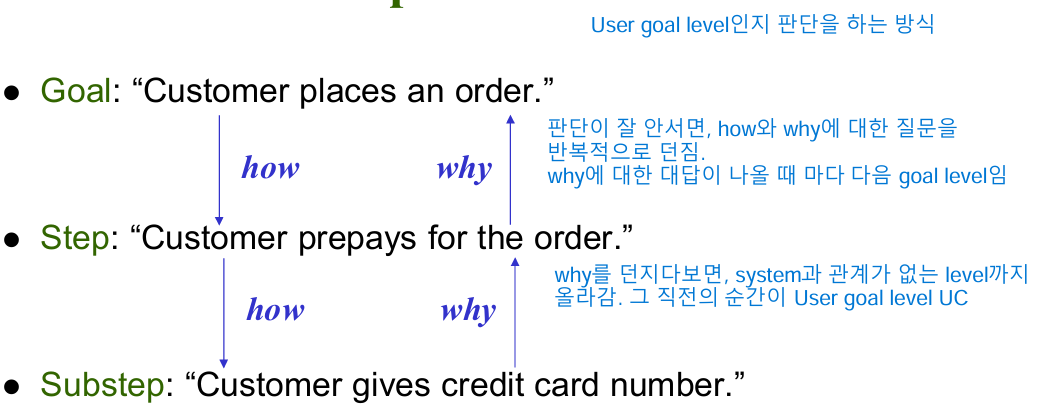 User goal level인지 판단을 하는 방식
● Goal: “Customer places an order.”
판단이 잘 안서면, how와 why에 대한 질문을
반복적으로 던짐.
why에 대한 대답이 나올 때 마다 다음 goal level임
how
why
● Step: “Customer prepays for the order.”
why를 던지다보면, system과 관계가 없는 level까지
올라감. 그 직전의 순간이 User goal level UC
how
why
● Substep: “Customer gives credit card number.”